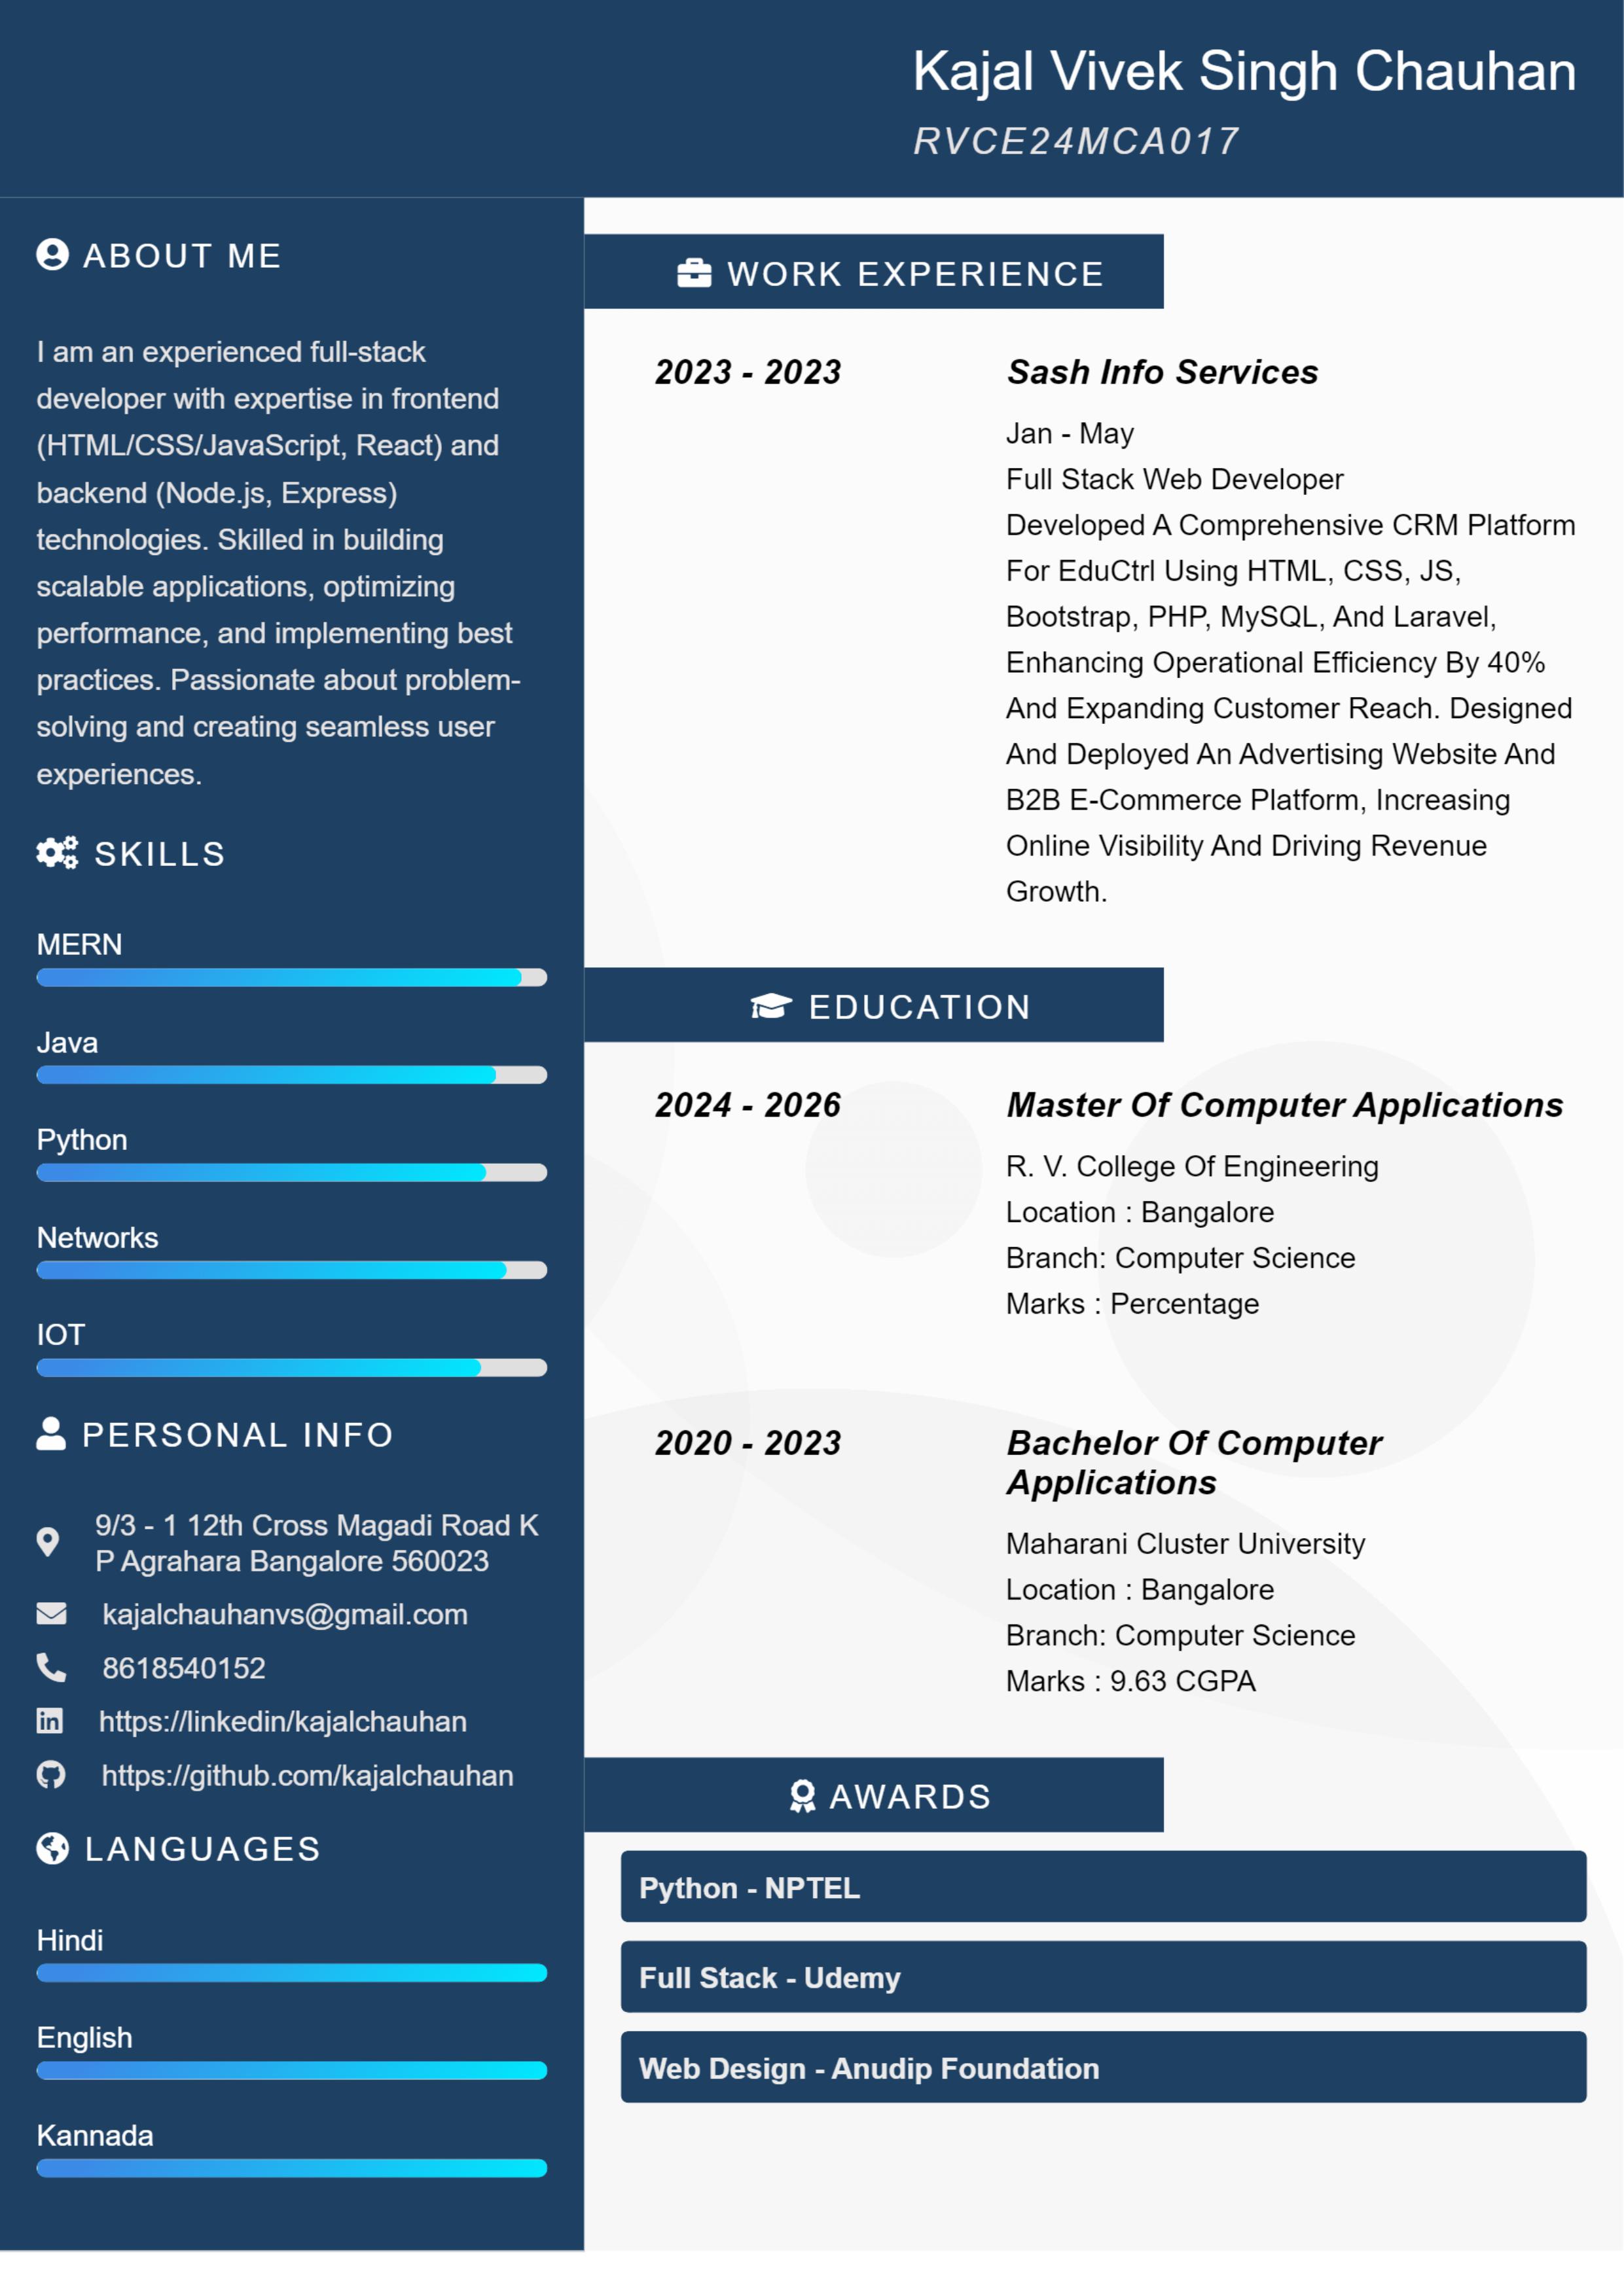 Kajal Vivek Singh Chauhan
RVCE24MCA017
ABOUT ME
I am an experienced full-stack
developer with expertise in frontend
(HTML/CSS/JavaScript, React) and
backend (Node.js, Express)
technologies. Skilled in building
scalable applications, optimizing
performance, and implementing best
practices. Passionate about problem-
solving and creating seamless user
experiences.
SKILLS
MERN
Java
Python
Networks
IOT
PERSONAL INFO
9/3 - 1 12th Cross Magadi Road K
P Agrahara Bangalore 560023
kajalchauhanvs@gmail.com
8618540152
https://linkedin/kajalchauhan
https://github.com/kajalchauhan
LANGUAGES
Hindi
English
Kannada
WORK EXPERIENCE
2023 - 2023
Sash Info Services
Jan - May
Full Stack Web Developer
Developed A Comprehensive CRM Platform
For EduCtrl Using HTML, CSS, JS,
Bootstrap, PHP, MySQL, And Laravel,
Enhancing Operational Efficiency By 40%
And Expanding Customer Reach. Designed
And Deployed An Advertising Website And
B2B E-Commerce Platform, Increasing
Online Visibility And Driving Revenue
Growth.
EDUCATION
2024 - 2026
Master Of Computer Applications
R. V. College Of Engineering
Location : Bangalore
Branch: Computer Science
Marks : Percentage
2020 - 2023
Bachelor Of Computer
Applications
Maharani Cluster University
Location : Bangalore
Branch: Computer Science
Marks : 9.63 CGPA
AWARDS
Python - NPTEL
Full Stack - Udemy
Web Design - Anudip Foundation